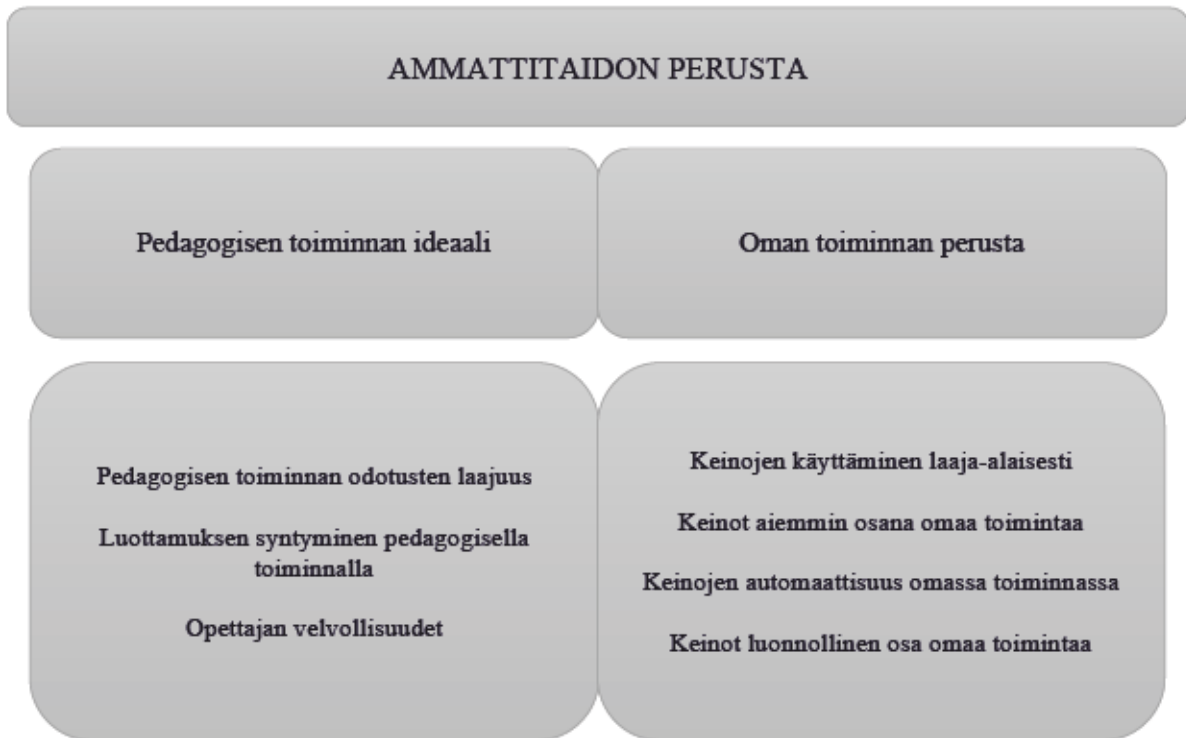 AMMATTITAIDON PERUSTA
Pedagogisen toiminnan ideaali
Oman toiminnan perusta
Pedagogisen toiminnan odotusten laajuus
Luottamuksen syntyminen pedagogisella
toiminnalla
Opettajan velvollisuudet
Keinojen käyttäminen laaja-alaisesti
Keinot aiemmin osana omaa toimintaa
Keinojen automaattisuus omassa toiminnassa
Keinot luonnollinen osa omaa toimintaa